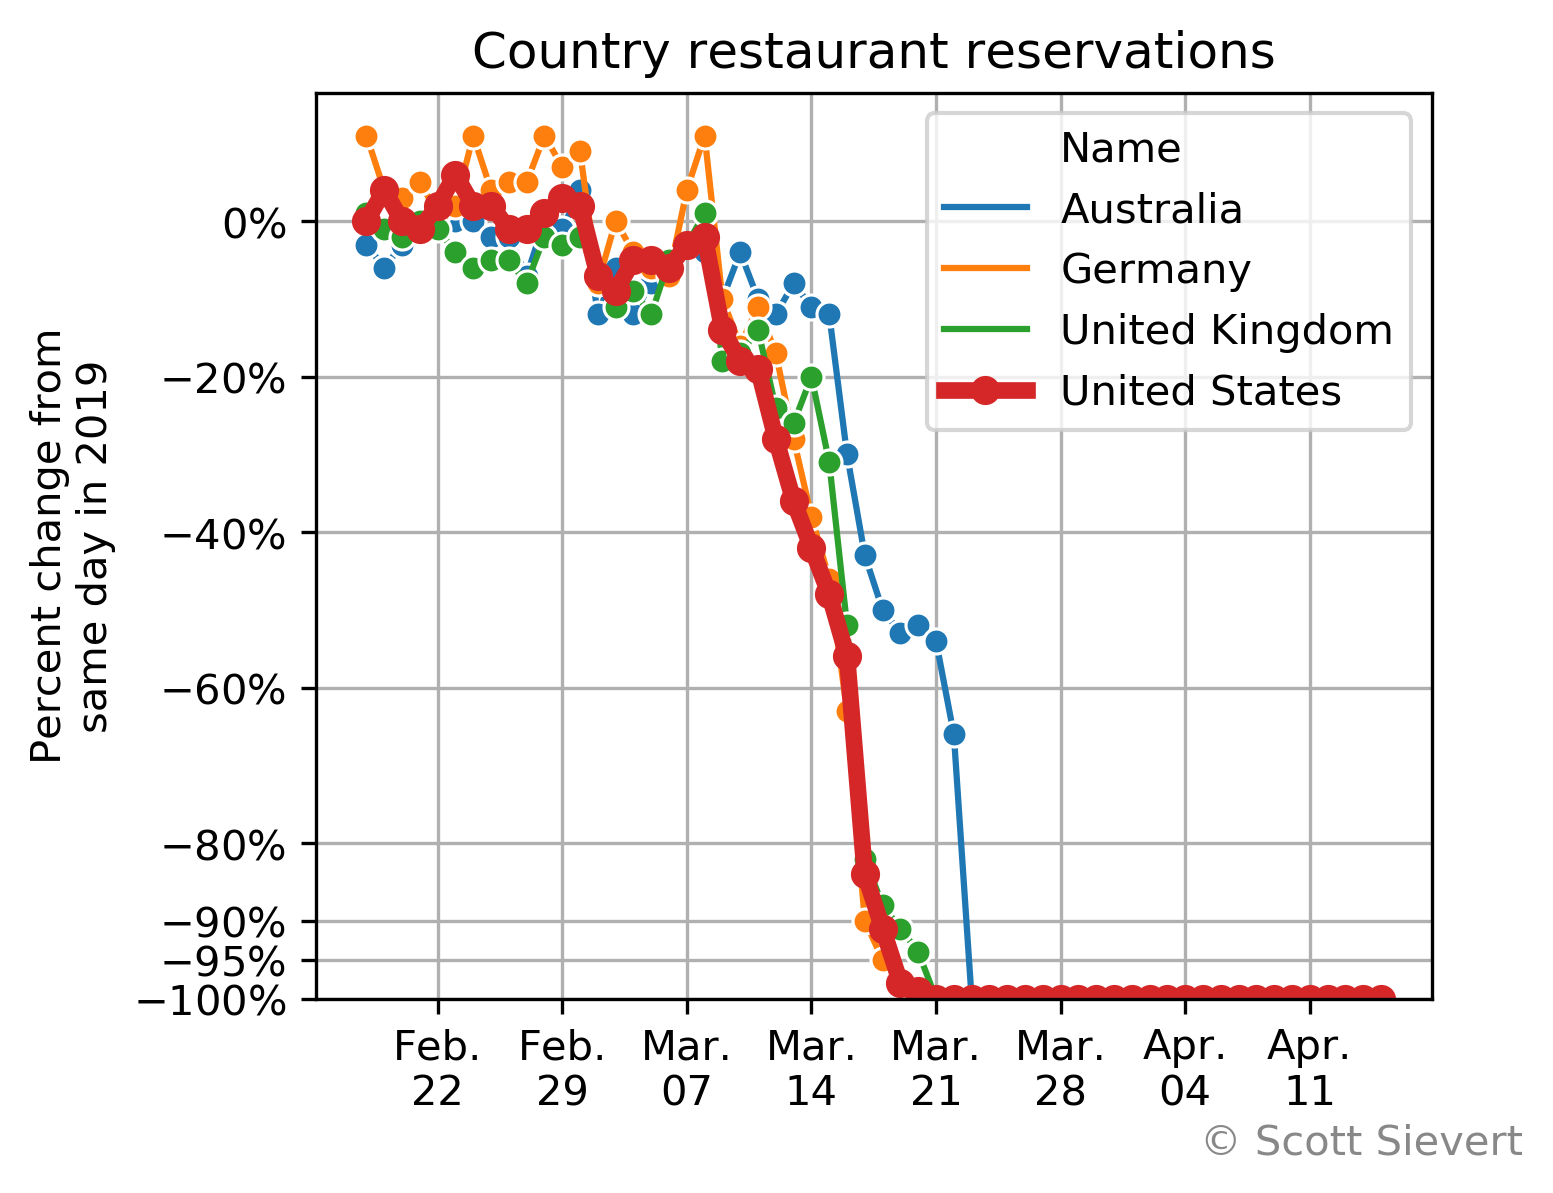 Country restaurant reservations
Percent change from
same day in 2019
0%
−20%
−40%
−60%
−80%
−90%
−95%
−100%
Name
Australia
Germany
United Kingdom
United States
Feb.
22
Feb.
29
Mar.
07
Mar.
14
Mar.
21
Mar.
28
Apr.
04
Apr.
11
© Scott Sievert